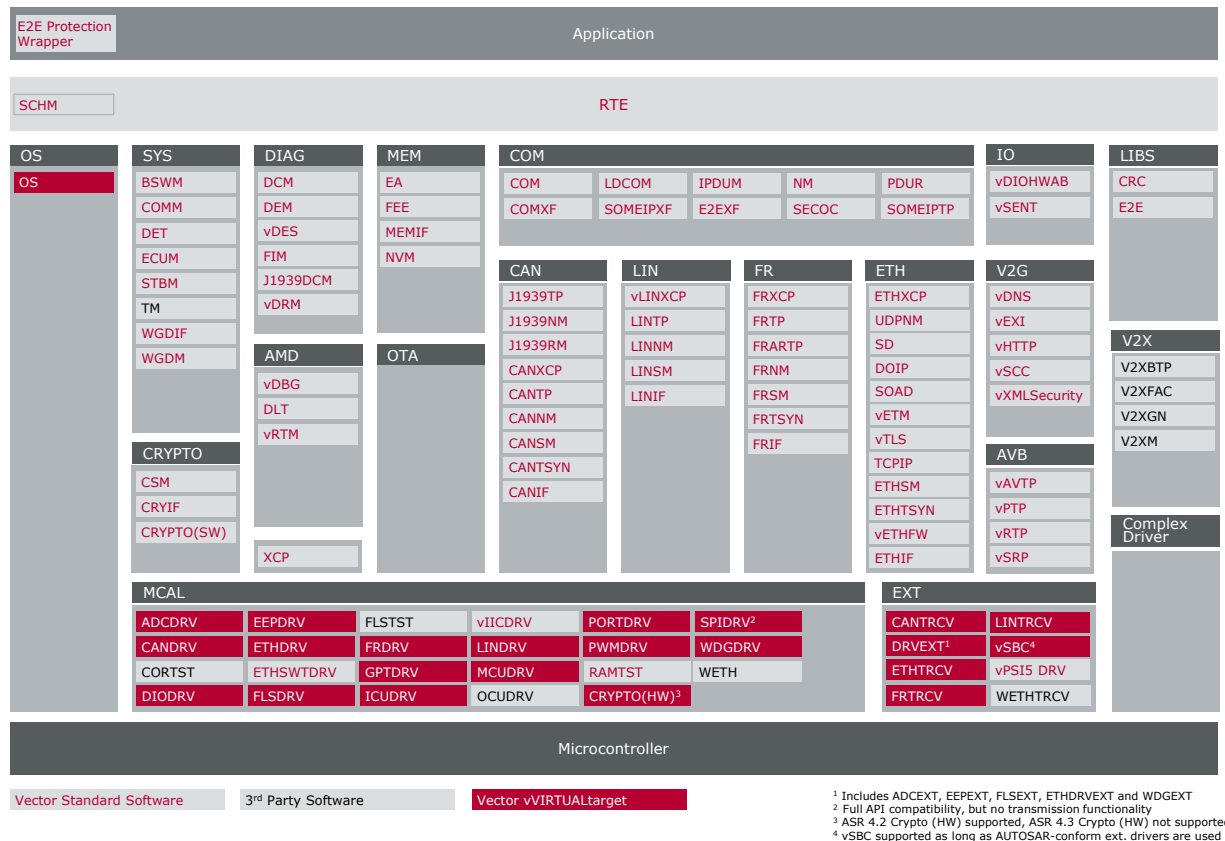 E2E Protection
Wrapper
Application
SCHM
RTE
OS
OS
SYS
BSWM
COMM
DET
ECUM
STBM
TM
WGDIF
WGDM
CRYPTO
CSM
CRYIF
CRYPTO(SW)
DIAG
DCM
DEM
vDES
FIM
J1939DCM
vDRM
AMD
vDBG
DLT
vRTM
XCP
MEM
EA
FEE
MEMIF
NVM
OTA
COM
COM LDCOM IPDUM NM PDUR
COMXF SOMEIPXF E2EXF SECOC SOMEIPTP
CAN
J1939TP
J1939NM
J1939RM
CANXCP
CANTP
CANNM
CANSM
CANTSYN
CANIF
LIN
vLINXCP
LINTP
LINNM
LINSM
LINIF
FR
FRXCP
FRTP
FRARTP
FRNM
FRSM
FRTSYN
FRIF
ETH
ETHXCP
UDPNM
SD
DOIP
SOAD
vETM
vTLS
TCPIP
ETHSM
ETHTSYN
vETHFW
ETHIF
IO
vDIOHWAB
vSENT
V2G
vDNS
vEXI
vHTTP
vSCC
vXMLSecurity
AVB
vAVTP
vPTP
vRTP
vSRP
LIBS
CRC
E2E
V2X
V2XBTP
V2XFAC
V2XGN
V2XM
Complex
Driver
MCAL
ADCDRV EEPDRV FLSTST vIICDRV PORTDRV SPIDRV²
CANDRV ETHDRV FRDRV LINDRV PWMDRV WDGDRV
CORTST ETHSWTDRV GPTDRV MCUDRV RAMTST WETH
DIODRV FLSDRV ICUDRV OCUDRV CRYPTO(HW)³
EXT
CANTRCV LINTRCV
DRVEXT¹ vSBC⁴
ETHTRCV vPSI5 DRV
FRTRCV WETHTRCV
Microcontroller
Vector Standard Software
3rd Party Software
Vector vVIRTUALtarget
¹ Includes ADCEXT, EEPEXT, FLSEXT, ETHDRVEXT and WDGEXT
² Full API compatibility, but no transmission functionality
³ ASR 4.2 Crypto (HW) supported, ASR 4.3 Crypto (HW) not supported
⁴ vSBC supported as long as AUTOSAR-conform ext. drivers are used